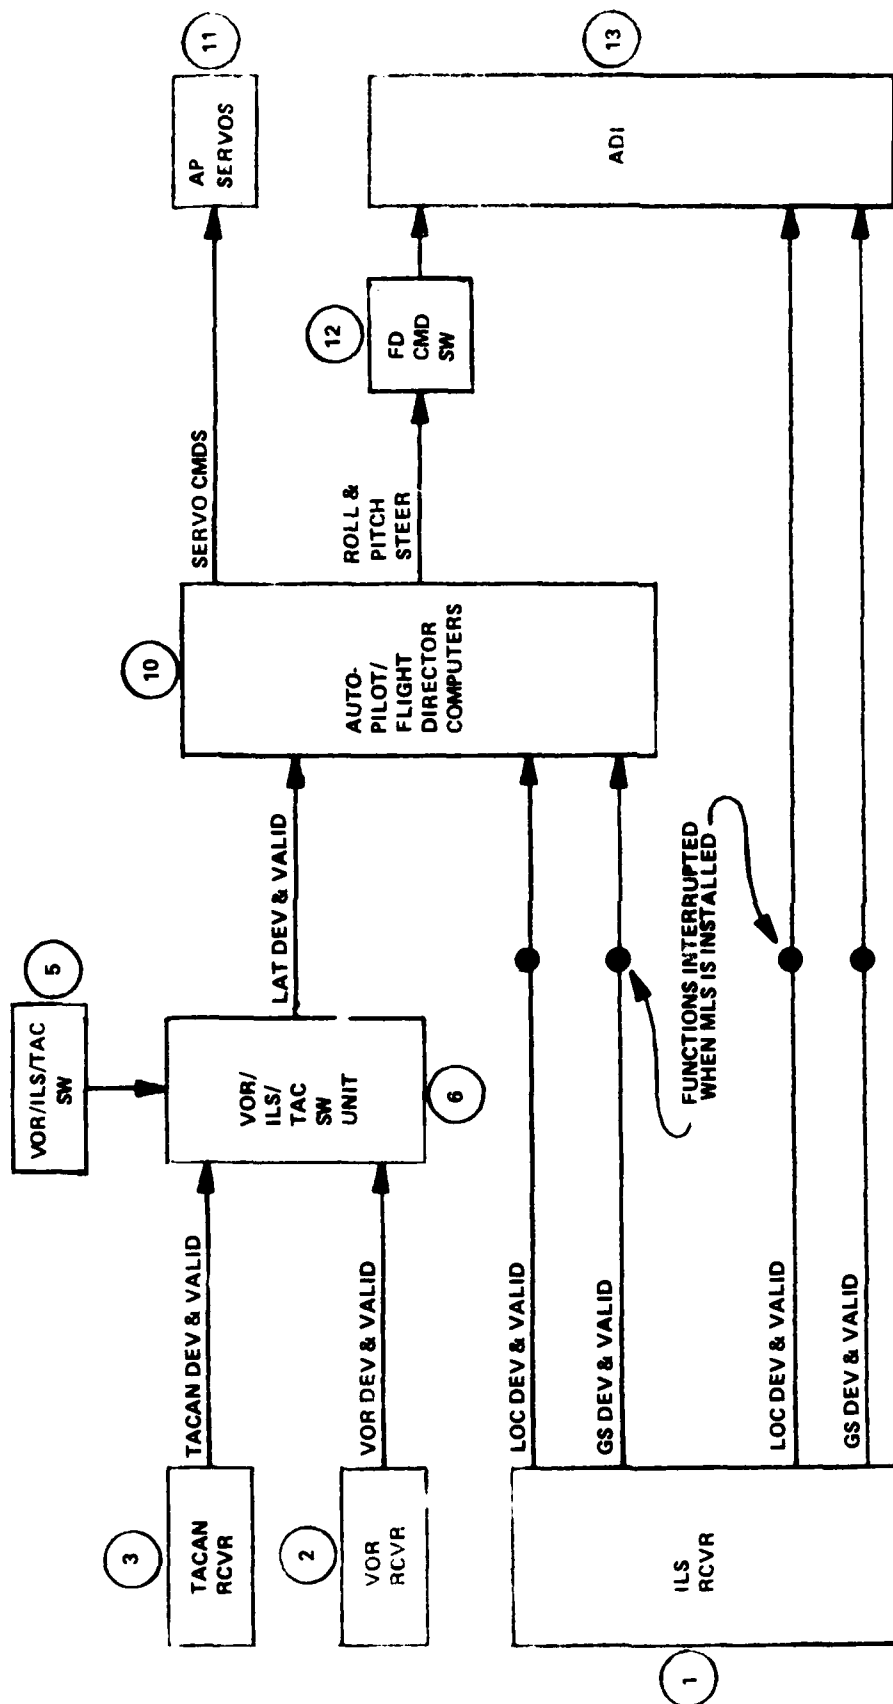 3
TACAN
RCVR
TACAN DEV & VALID
2
VOR
RCVR
VOR DEV & VALID
1
ILS
RCVR
LOC DEV & VALID
GS DEV & VALID
LOC DEV & VALID
GS DEV & VALID
VOR/ILS/TAC
SW
5
VOR/
ILS/
TAC
SW
UNIT
6
LAT DEV & VALID
FUNCTIONS INTERRUPTED
WHEN MLS IS INSTALLED
10
AUTO-
PILOT/
FLIGHT
DIRECTOR
COMPUTERS
SERVO CMDS
ROLL &
PITCH
STEER
12
FD
CMD
SW
AP
SERVOS
11
ADI
13